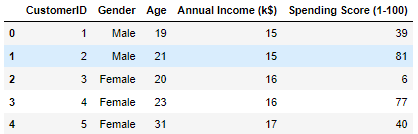 CustomerID Gender Age Annual Income (k$) Spending Score (1-100)
0 1 Male 19 15 39
1 2 Male 21 15 81
2 3 Female 20 16 6
3 4 Female 23 16 77
4 5 Female 31 17 40